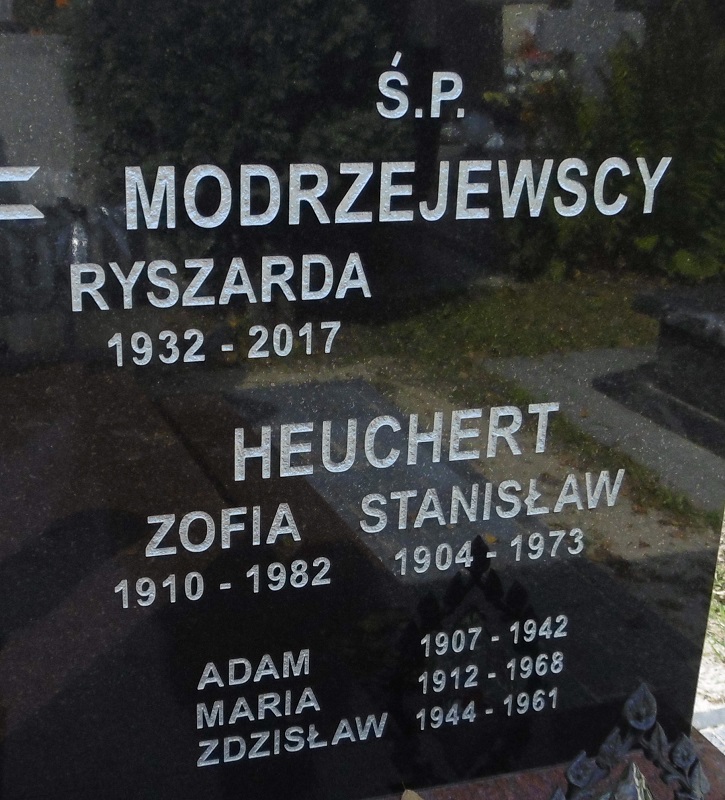 Ś.P.
MODRZEJEWSCY
RYSZARDA
1932 - 2017
HEUCHERT
ZOFIA STANISŁAW
1910 - 1982 1904 - 1973
ADAM 1907 - 1942
MARIA 1912 - 1968
ZDZISŁAW 1944 - 1961